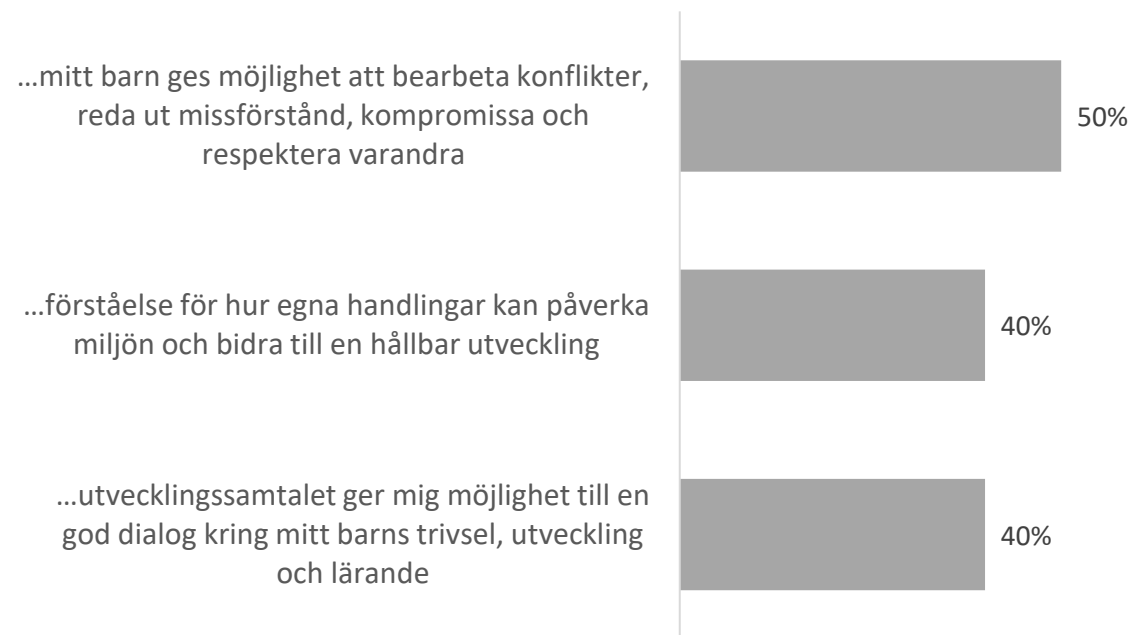 ...mitt barn ges möjlighet att bearbeta konflikter,
reda ut missförstånd, kompromissa och
respektera varandra
50%
...förståelse för hur egna handlingar kan påverka
miljön och bidra till en hållbar utveckling
40%
...utvecklingssamtalet ger mig möjlighet till en
god dialog kring mitt barns trivsel, utveckling
och lärande
40%